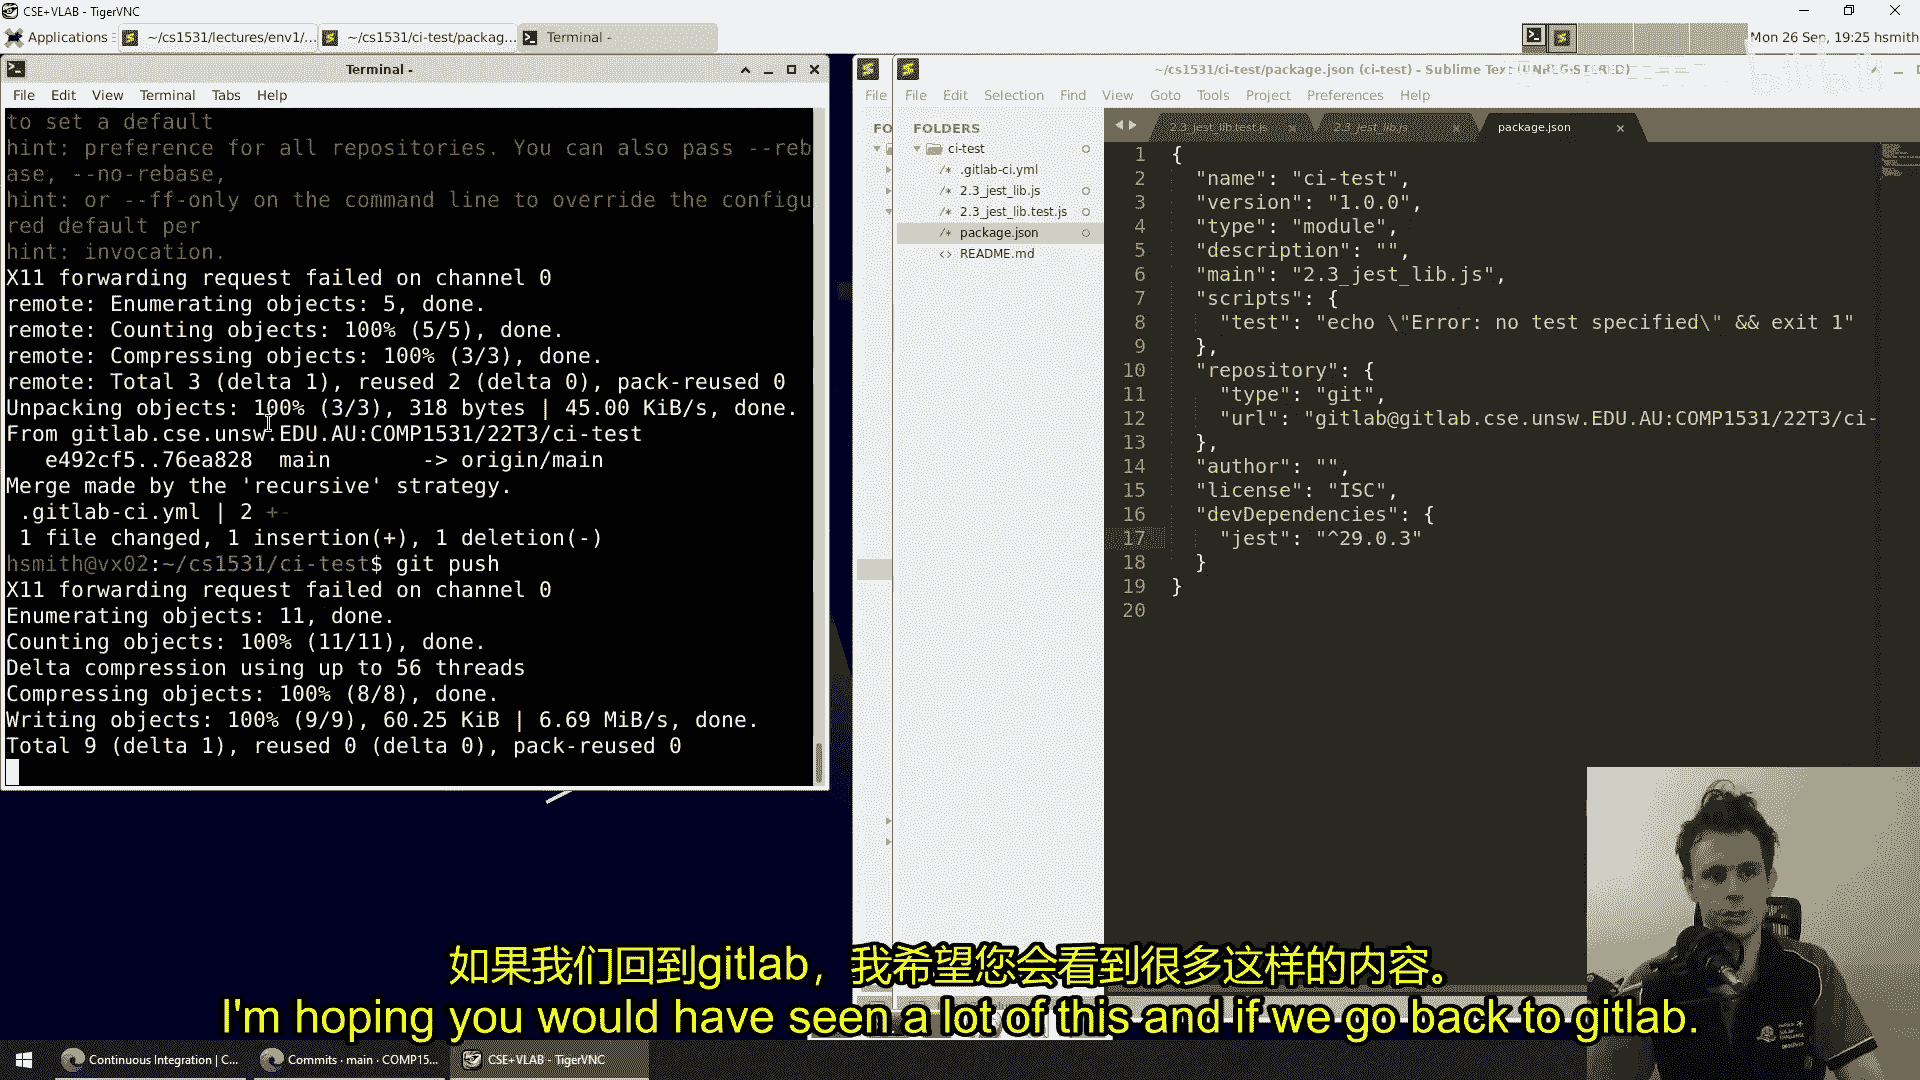 CSE+VLAB - TigerVNC
Applications
~/cs1531/lectures/env1/...
~/cs1531/ci-test/packag...
Terminal -
Mon 26 Sep, 19:25 hsmith
Terminal -
File Edit View Terminal Tabs Help
to set a default
hint: preference for all repositories. You can also pass --reb
ase, --no-rebase,
hint: or --ff-only on the command line to override the configu
red default per
hint: invocation.
X11 forwarding request failed on channel 0
remote: Enumerating objects: 5, done.
remote: Counting objects: 100% (5/5), done.
remote: Compressing objects: 100% (3/3), done.
remote: Total 3 (delta 1), reused 2 (delta 0), pack-reused 0
Unpacking objects: 100% (3/3), 318 bytes | 45.00 KiB/s, done.
From gitlab.cse.unsw.EDU.AU:COMP1531/22T3/ci-test
   e492cf5..76ea828  main       -> origin/main
Merge made by the 'recursive' strategy.
 .gitlab-ci.yml | 2 +-
 1 file changed, 1 insertion(+), 1 deletion(-)
hsmith@vx02:~/cs1531/ci-test$ git push
X11 forwarding request failed on channel 0
Enumerating objects: 11, done.
Counting objects: 100% (11/11), done.
Delta compression using up to 56 threads
Compressing objects: 100% (8/8), done.
Writing objects: 100% (9/9), 60.25 KiB | 6.69 MiB/s, done.
Total 9 (delta 1), reused 0 (delta 0), pack-reused 0
File
FO
~/cs1531/ci-test/package.json (ci-test) - Sublime Text (UNREGISTERED)
File Edit Selection Find View Goto Tools Project Preferences Help
FOLDERS
ci-test
.gitlab-ci.yml
2.3_jest_lib.js
2.3_jest_lib.test.js
package.json
README.md
2.3_jest_lib.test.js
2.3_jest_lib.js
package.json
1 {
2   "name": "ci-test",
3   "version": "1.0.0",
4   "type": "module",
5   "description": "",
6   "main": "2.3_jest_lib.js",
7   "scripts": {
8     "test": "echo \"Error: no test specified\" && exit 1"
9   },
10   "repository": {
11     "type": "git",
12     "url": "gitlab@gitlab.cse.unsw.EDU.AU:COMP1531/22T3/ci-
13   },
14   "author": "",
15   "license": "ISC",
16   "devDependencies": {
17     "jest": "^29.0.3"
18   }
19 }
20
如果我们回到gitlab，我希望您会看到很多这样的内容。
I'm hoping you would have seen a lot of this and if we go back to gitlab.
Continuous Integration | C...
Commits · main · COMP15...
CSE+VLAB - TigerVNC